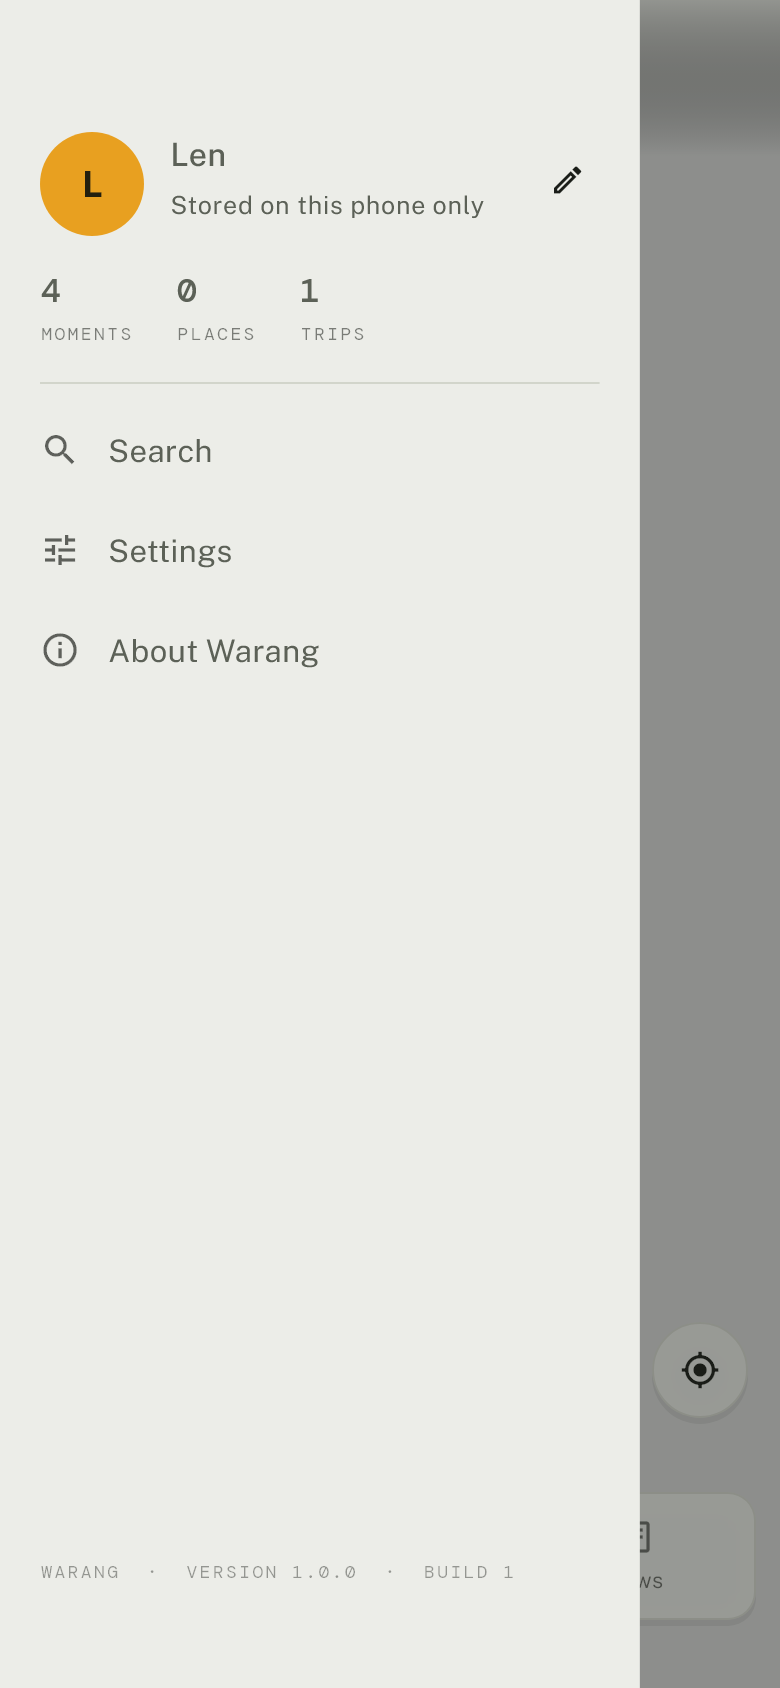 L
Len
Stored on this phone only
4 0 1
MOMENTS PLACES TRIPS
Search
Settings
About Warang
WARANG · VERSION 1.0.0 · BUILD 1